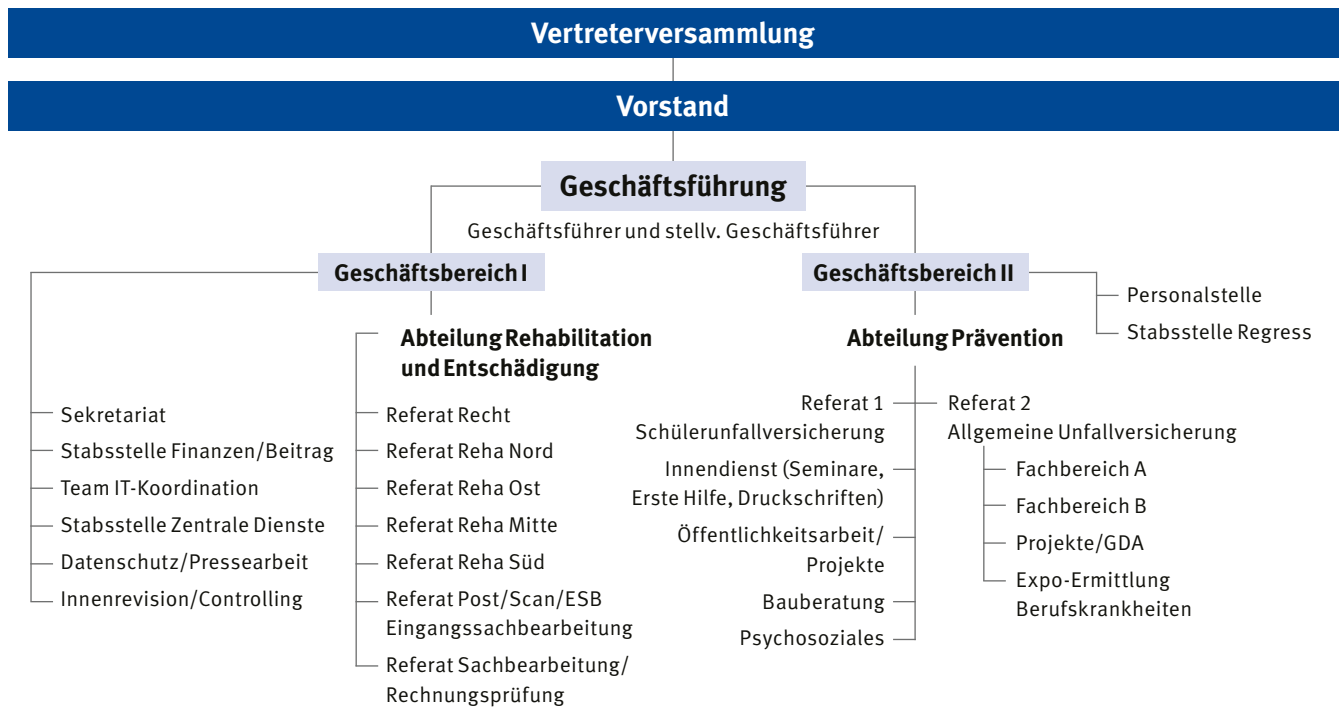 Vertreterversammlung
Vorstand
Geschäftsführung
Geschäftsführer und stellv. Geschäftsführer
Geschäftsbereich I
Sekretariat
Stabsstelle Finanzen/Beitrag
Team IT-Koordination
Stabsstelle Zentrale Dienste
Datenschutz/Pressearbeit
Innenrevision/Controlling
Abteilung Rehabilitation
und Entschädigung
Referat Recht
Referat Reha Nord
Referat Reha Ost
Referat Reha Mitte
Referat Reha Süd
Referat Post/Scan/ESB
Eingangssachbearbeitung
Referat Sachbearbeitung/
Rechnungsprüfung
Geschäftsbereich II
Personalstelle
Stabsstelle Regress
Abteilung Prävention
Referat 1
Schülerunfallversicherung
Innendienst (Seminare,
Erste Hilfe, Druckschriften)
Öffentlichkeitsarbeit/
Projekte
Bauberatung
Psychosoziales
Referat 2
Allgemeine Unfallversicherung
Fachbereich A
Fachbereich B
Projekte/GDA
Expo-Ermittlung
Berufskrankheiten